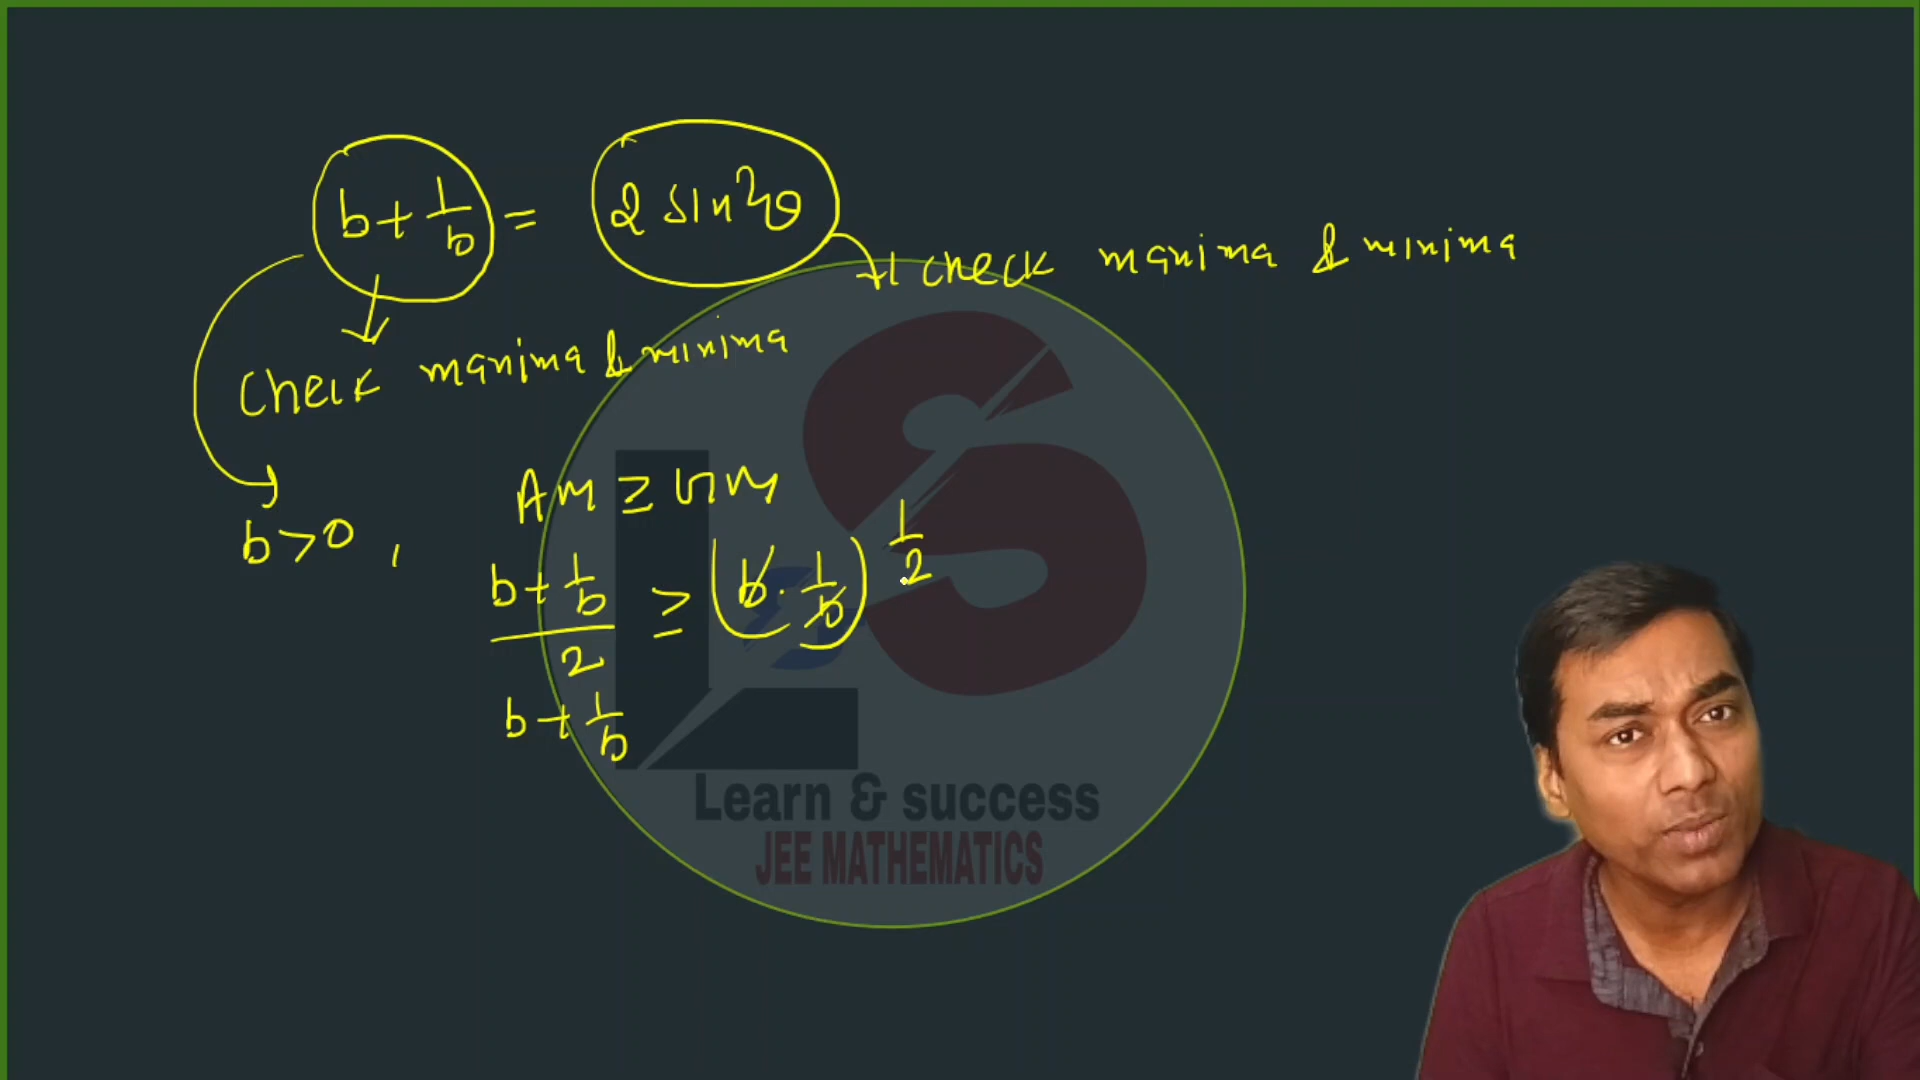 b + 1/b = 2 sin²θ
check maxima & minima
Check maxima & minima
AM ≥ GM
b > 0 ,
(b + 1/b)/2 ≥ (b · 1/b)^(1/2)
b + 1/b
Learn & success
JEE MATHEMATICS